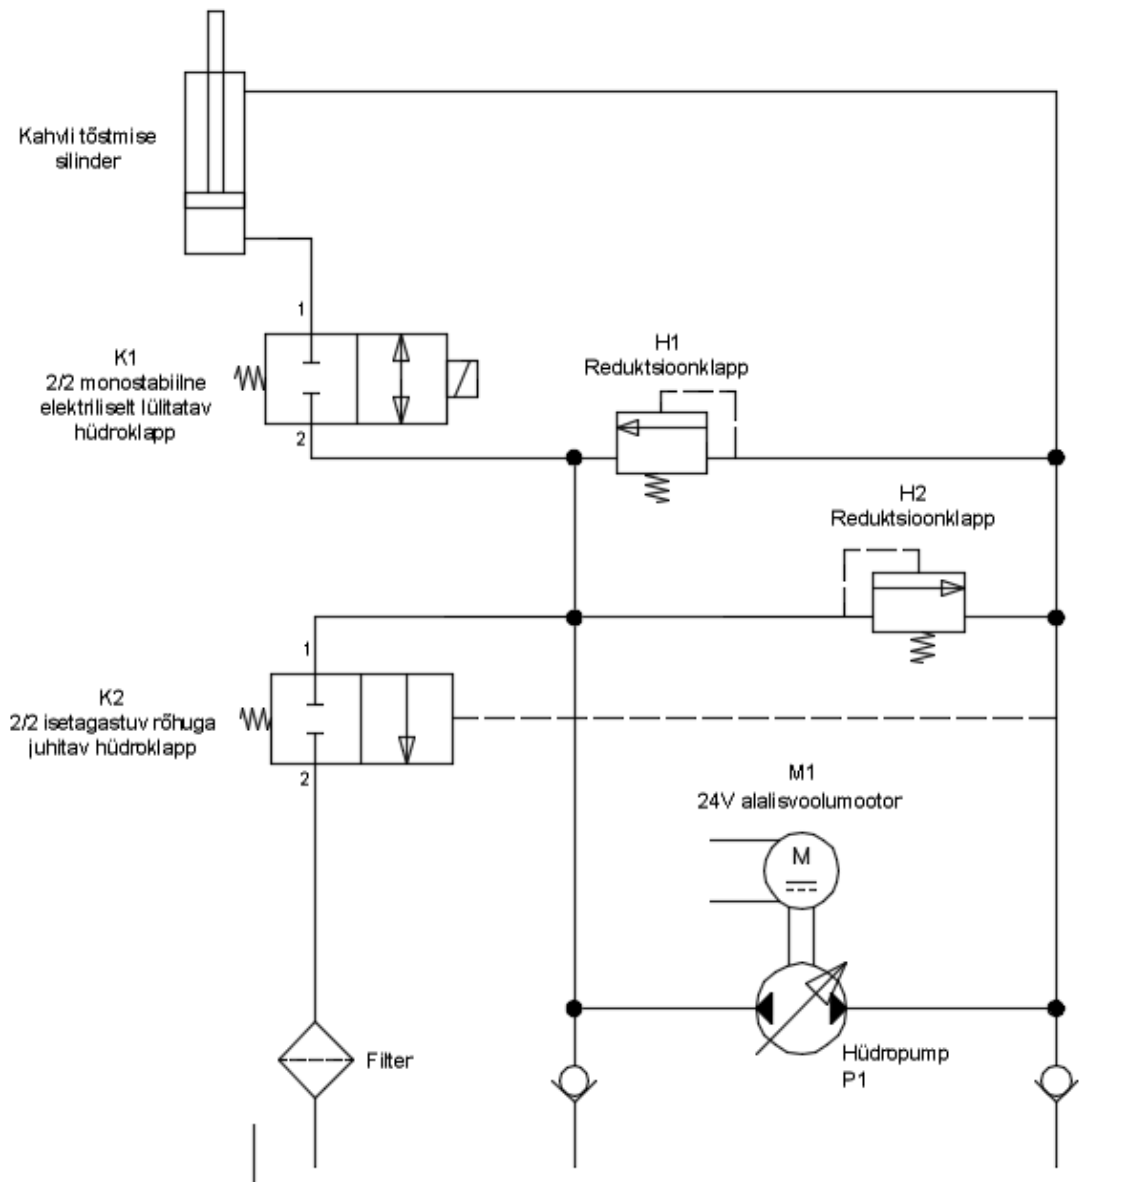 Kahvli tõstmise
silinder
1
K1
2/2 monostabiilne
elektriliselt lülitatav
hüdroklapp
2
H1
Reduktsioonklapp
H2
Reduktsioonklapp
1
K2
2/2 isetagastuv rõhuga
juhitav hüdroklapp
2
M1
24V alalisvoolumootor
M
Hüdropump
P1
Filter